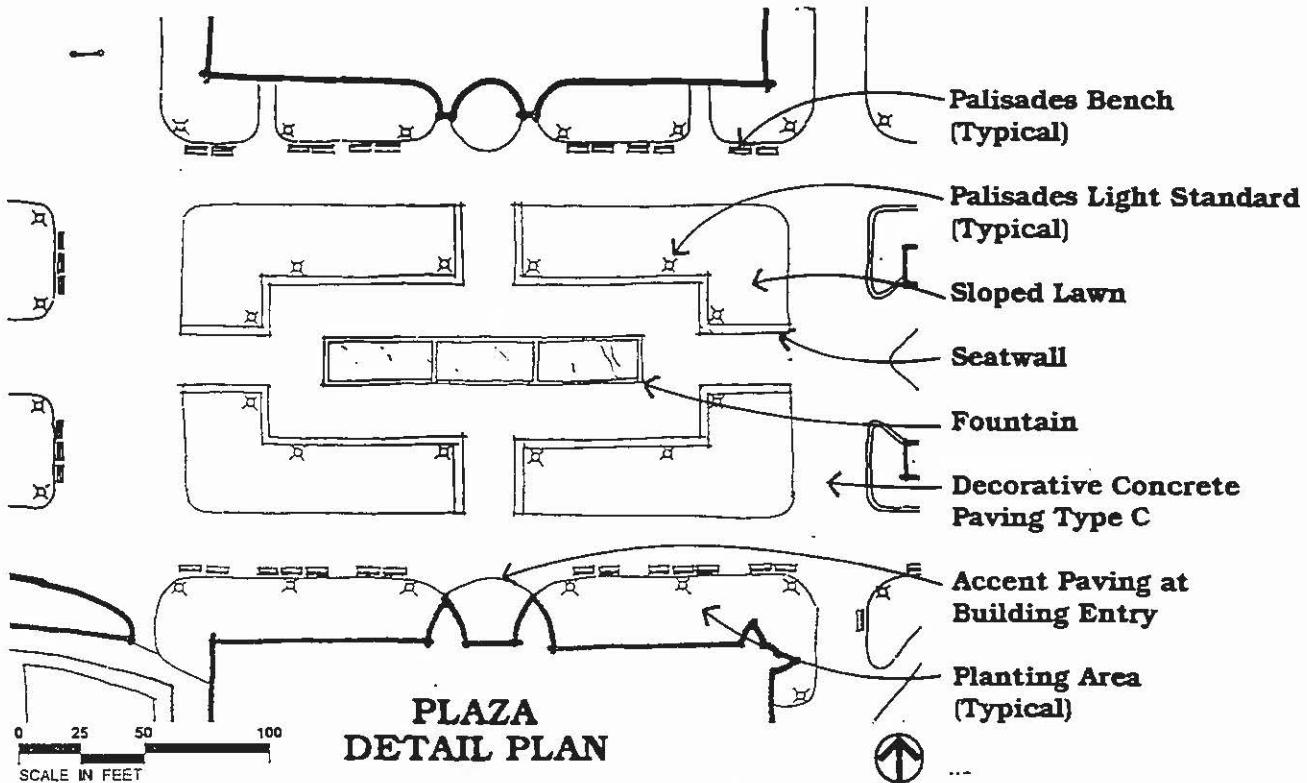 Palisades Bench
(Typical)
Palisades Light Standard
(Typical)
Sloped Lawn
Seatwall
Fountain
Decorative Concrete
Paving Type C
Accent Paving at
Building Entry
Planting Area
(Typical)
PLAZA
DETAIL PLAN
0 25 50 100
SCALE IN FEET